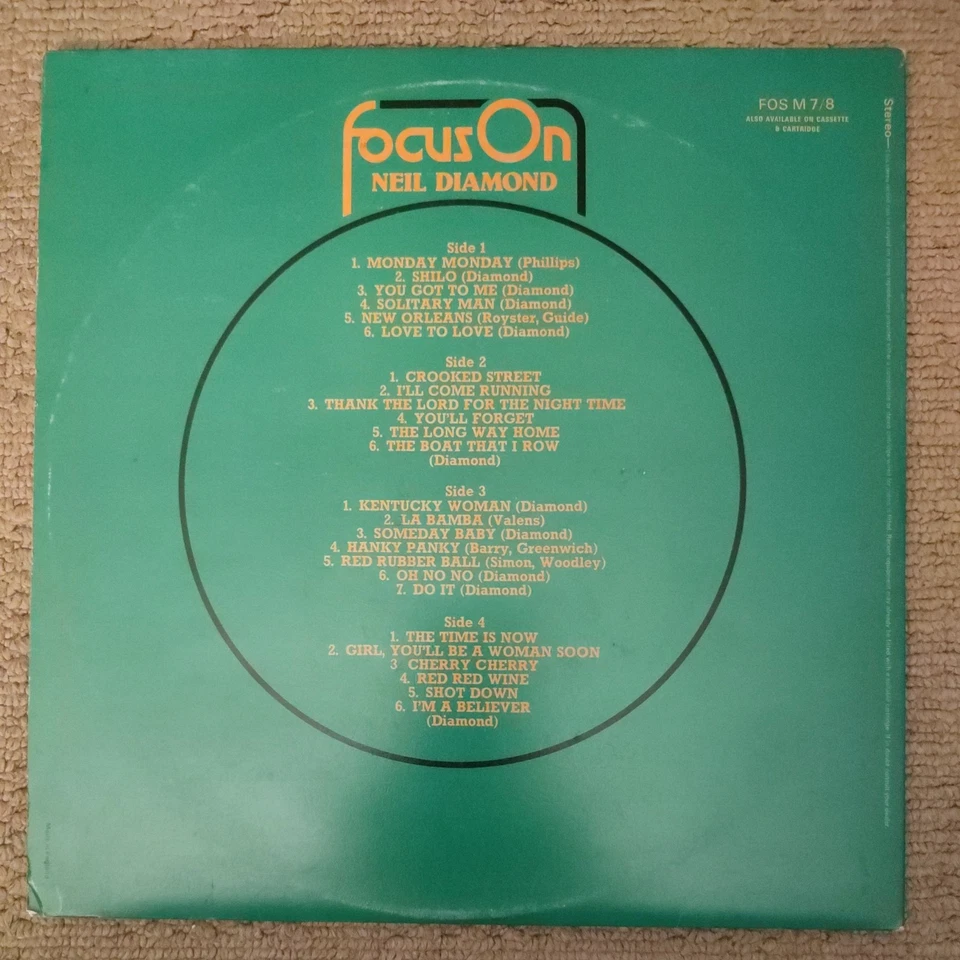 Focus On
NEIL DIAMOND
FOS M 7/8
ALSO AVAILABLE ON CASSETTE
& CARTRIDGE
Stereo
Side 1
1. MONDAY MONDAY (Phillips)
2. SHILO (Diamond)
3. YOU GOT TO ME (Diamond)
4. SOLITARY MAN (Diamond)
5. NEW ORLEANS (Royster, Guide)
6. LOVE TO LOVE (Diamond)
Side 2
1. CROOKED STREET
2. I'LL COME RUNNING
3. THANK THE LORD FOR THE NIGHT TIME
4. YOU'LL FORGET
5. THE LONG WAY HOME
6. THE BOAT THAT I ROW
(Diamond)
Side 3
1. KENTUCKY WOMAN (Diamond)
2. LA BAMBA (Valens)
3. SOMEDAY BABY (Diamond)
4. HANKY PANKY (Barry, Greenwich)
5. RED RUBBER BALL (Simon, Woodley)
6. OH NO NO (Diamond)
7. DO IT (Diamond)
Side 4
1. THE TIME IS NOW
2. GIRL, YOU'LL BE A WOMAN SOON
3 CHERRY CHERRY
4. RED RED WINE
5. SHOT DOWN
6. I'M A BELIEVER
(Diamond)